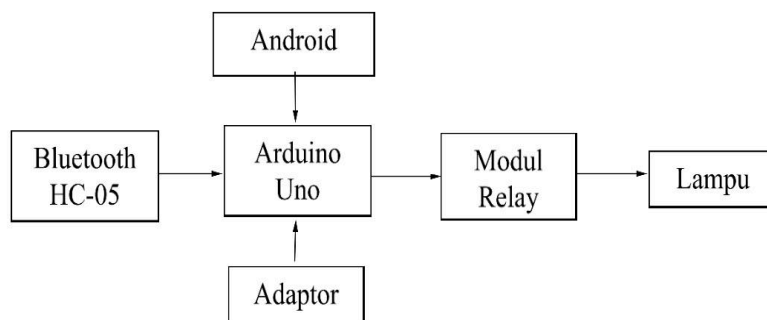 Android
Bluetooth
HC-05
Arduino
Uno
Modul
Relay
Lampu
Adaptor